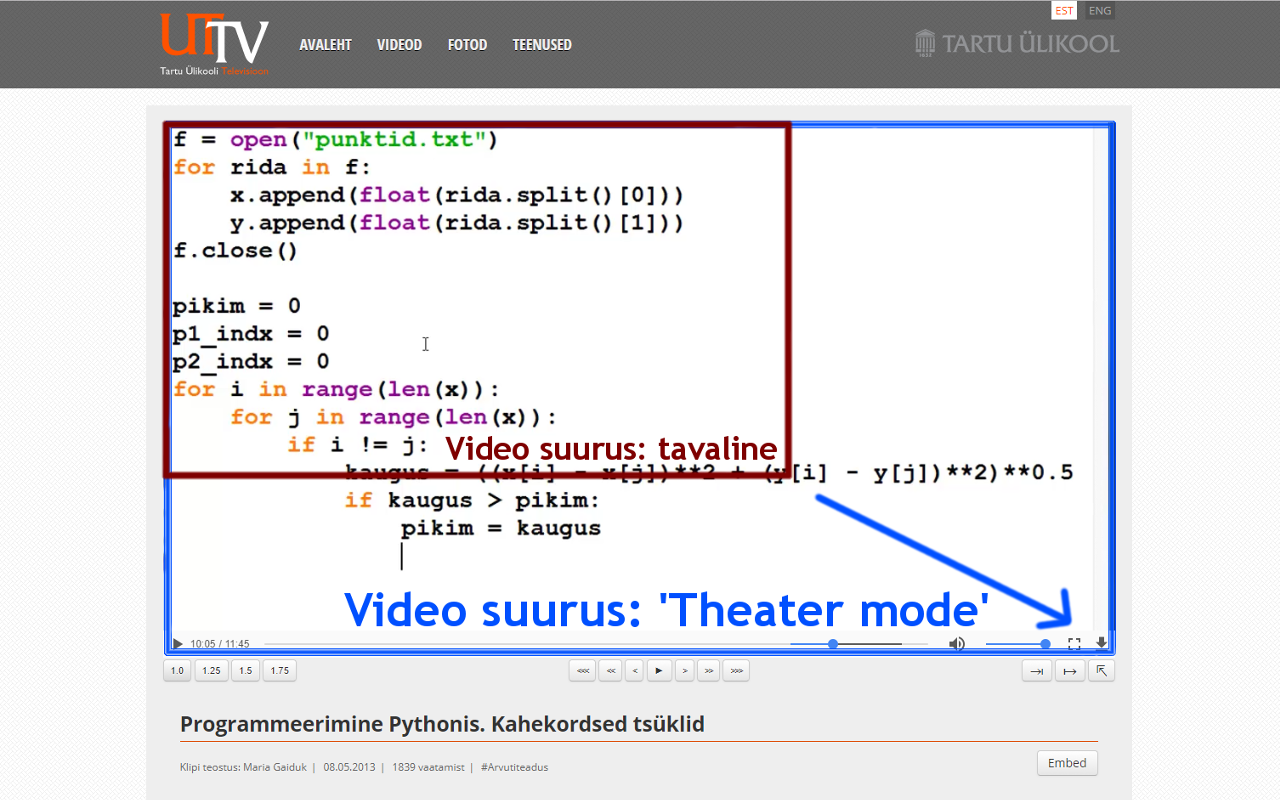 EST ENG
UTTV
Tartu Ülikooli Televisioon
AVALEHT VIDEOD FOTOD TEENUSED
1632 TARTU ÜLIKOOL
f = open("punktid.txt")
for rida in f:
    x.append(float(rida.split()[0]))
    y.append(float(rida.split()[1]))
f.close()
pikim = 0
p1_indx = 0
p2_indx = 0
for i in range(len(x)):
    for j in range(len(x)):
        if i != j:
Video suurus: tavaline
            kaugus = ((x[i] - x[j])**2 + (y[i] - y[j])**2)**0.5
            if kaugus > pikim:
                pikim = kaugus
Video suurus: 'Theater mode'
10:05 / 11:45
1.0 1.25 1.5 1.75 <<< << < > >> >>>
Programmeerimine Pythonis. Kahekordsed tsüklid
Klipi teostus: Maria Gaiduk | 08.05.2013 | 1839 vaatamist | #Arvutiteadus
Embed